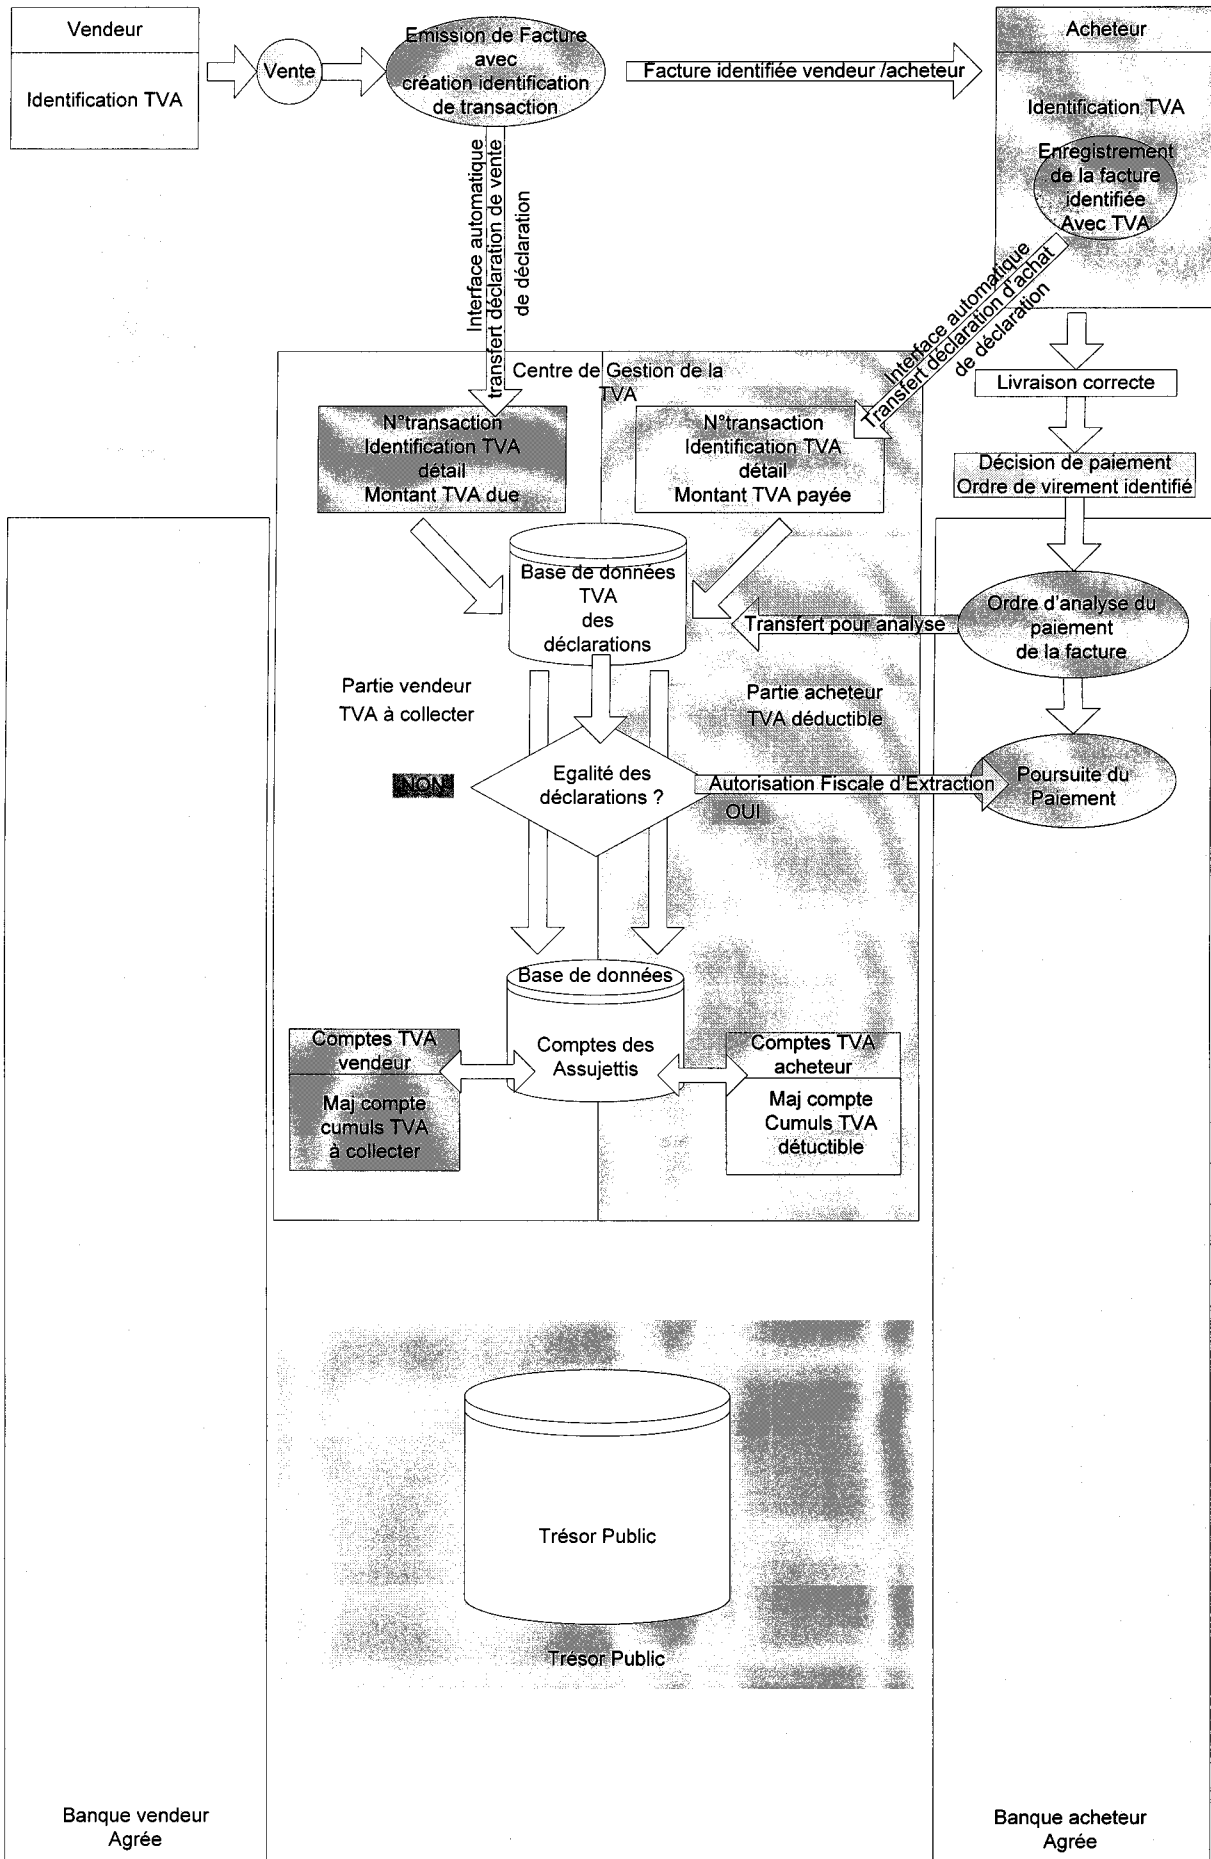 Vendeur
Identification TVA
Vente
Emission de Facture
avec
création identification
de transaction
Facture identifiée vendeur /acheteur
Acheteur
Identification TVA
Enregistrement
de la facture
identifiée
Avec TVA
Interface automatique
transfert déclaration de vente
de déclaration
Interface automatique
Transfert déclaration d'achat
de déclaration
Livraison correcte
Décision de paiement
Ordre de virement identifié
Centre de Gestion de la
TVA
N°transaction
Identification TVA
détail
Montant TVA due
N°transaction
Identification TVA
détail
Montant TVA payée
Base de données
TVA
des
déclarations
Transfert pour analyse
Ordre d'analyse du
paiement
de la facture
Partie vendeur
TVA à collecter
Partie acheteur
TVA déductible
NON
Egalité des
déclarations ?
Autorisation Fiscale d'Extraction
OUI
Poursuite du
Paiement
Base de données
Comptes des
Assujettis
Comptes TVA
vendeur
Maj compte
cumuls TVA
à collecter
Comptes TVA
acheteur
Maj compte
Cumuls TVA
détuctible
Trésor Public
Trésor Public
Banque vendeur
Agrée
Banque acheteur
Agrée